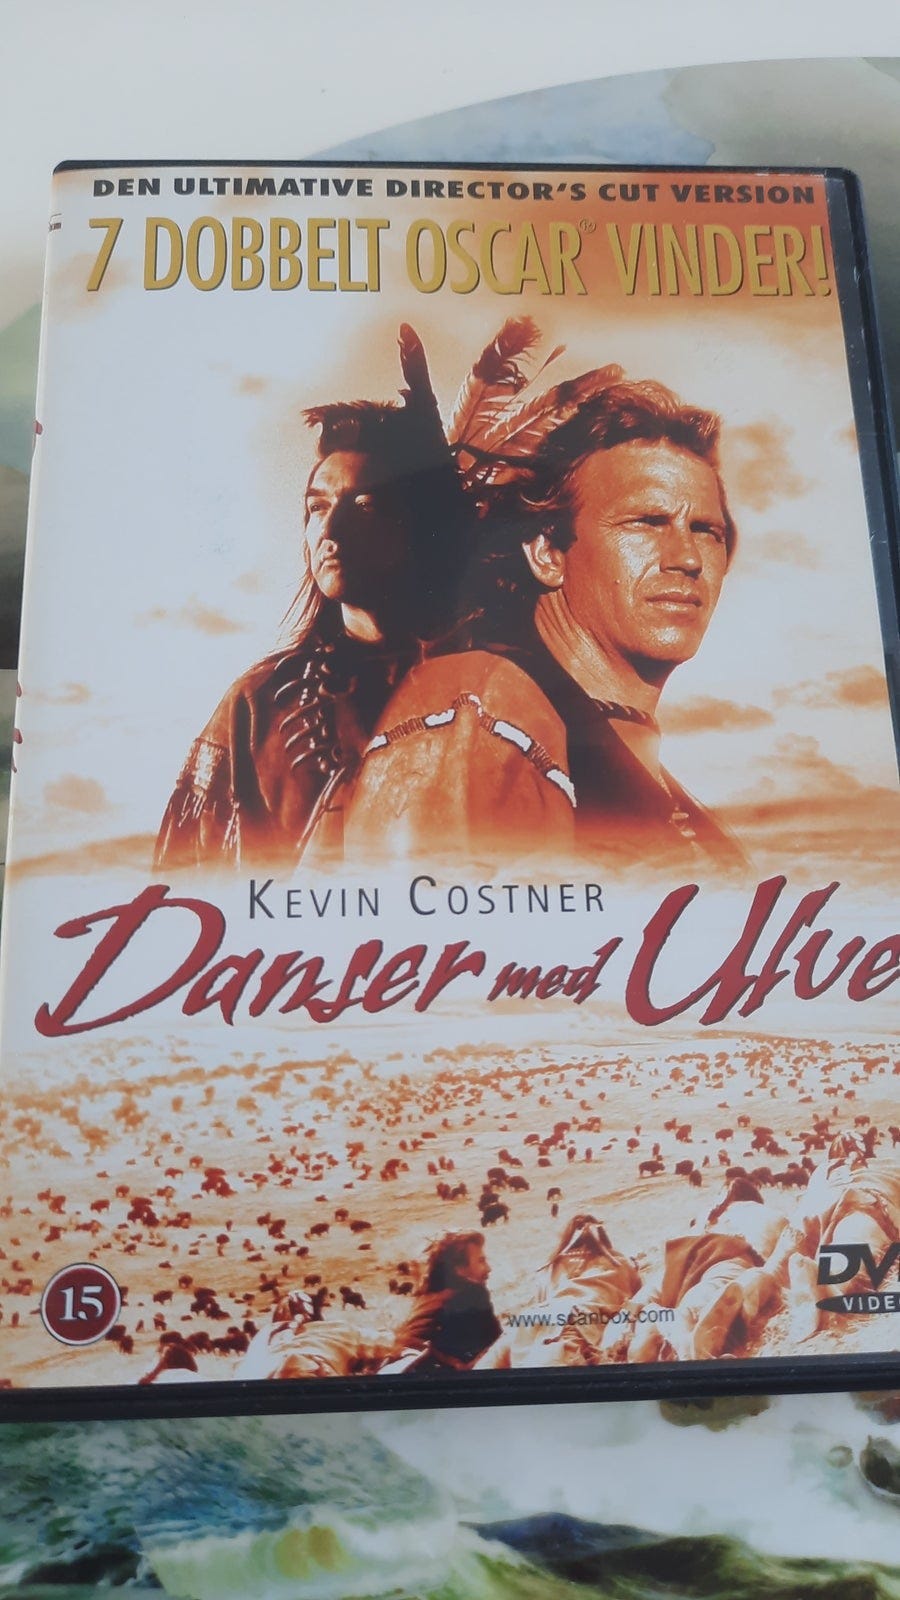 DEN ULTIMATIVE DIRECTOR'S CUT VERSION
7 DOBBELT OSCAR® VINDER!
KEVIN COSTNER
Danser med Ulve
15
www.scanbox.com
DV
VIDEO